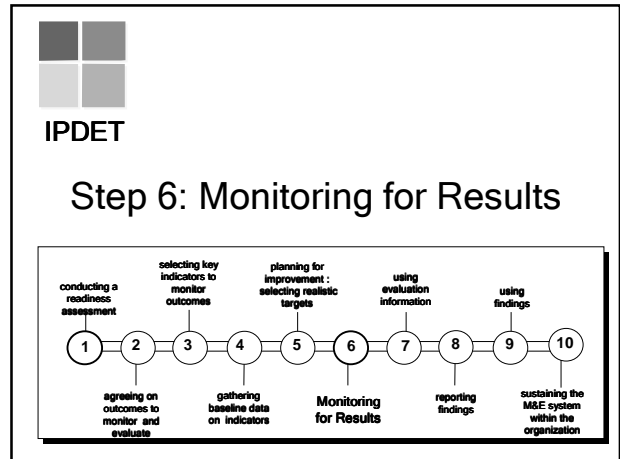 IPDET
Step 6: Monitoring for Results
conducting a
readiness
assessment
selecting key
indicators to
monitor
outcomes
planning for
improvement :
selecting realistic
targets
using
evaluation
information
using
findings
1
2
3
4
5
6
7
8
9
10
agreeing on
outcomes to
monitor and
evaluate
gathering
baseline data
on indicators
Monitoring
for Results
reporting
findings
sustaining the
M&E system
within the
organization